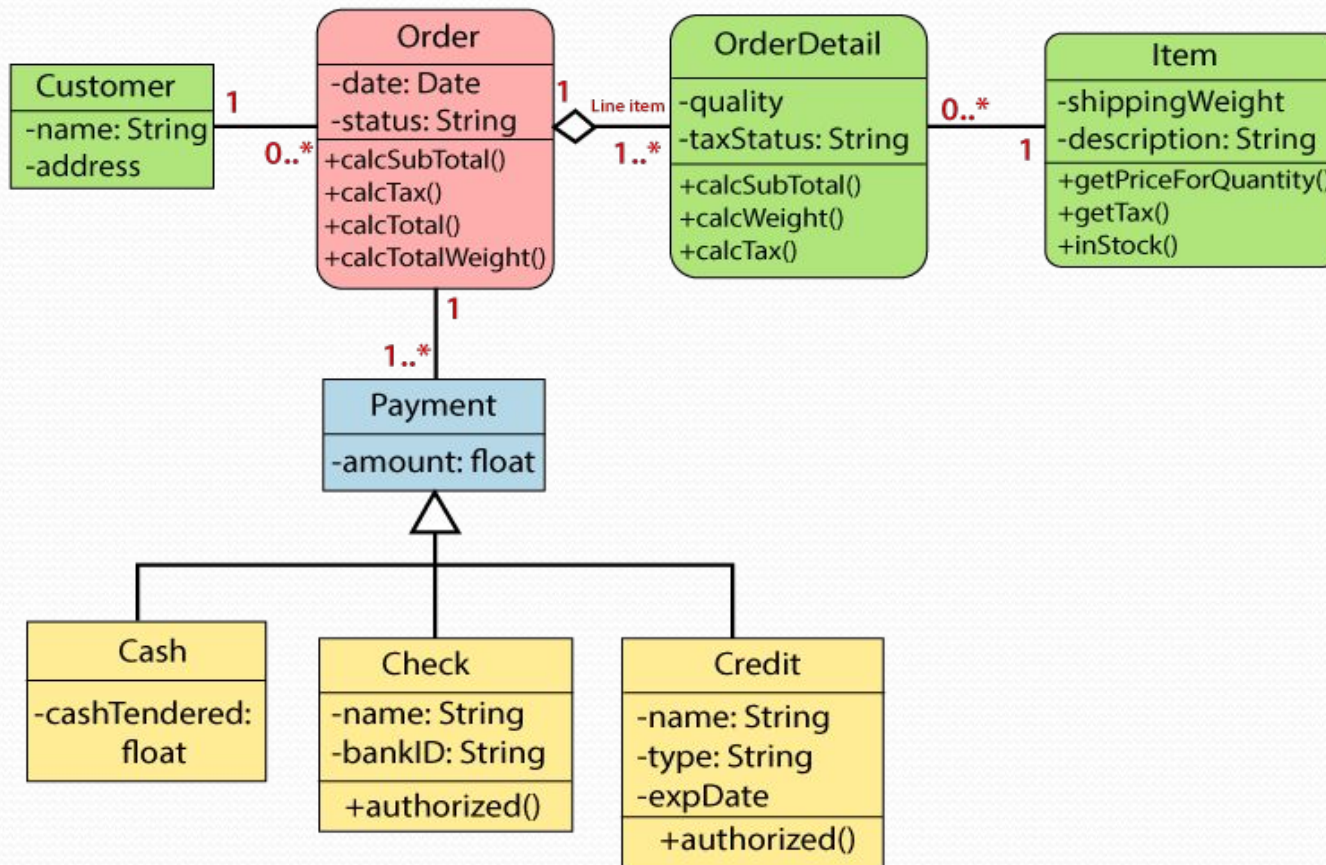 Customer
-name: String
-address
1
0..*
Order
-date: Date
-status: String
+calcSubTotal()
+calcTax()
+calcTotal()
+calcTotalWeight()
1
Line item
1..*
OrderDetail
-quality
-taxStatus: String
+calcSubTotal()
+calcWeight()
+calcTax()
0..*
1
Item
-shippingWeight
-description: String
+getPriceForQuantity()
+getTax()
+inStock()
1
1..*
Payment
-amount: float
Cash
-cashTendered:
float
Check
-name: String
-bankID: String
+authorized()
Credit
-name: String
-type: String
-expDate
+authorized()